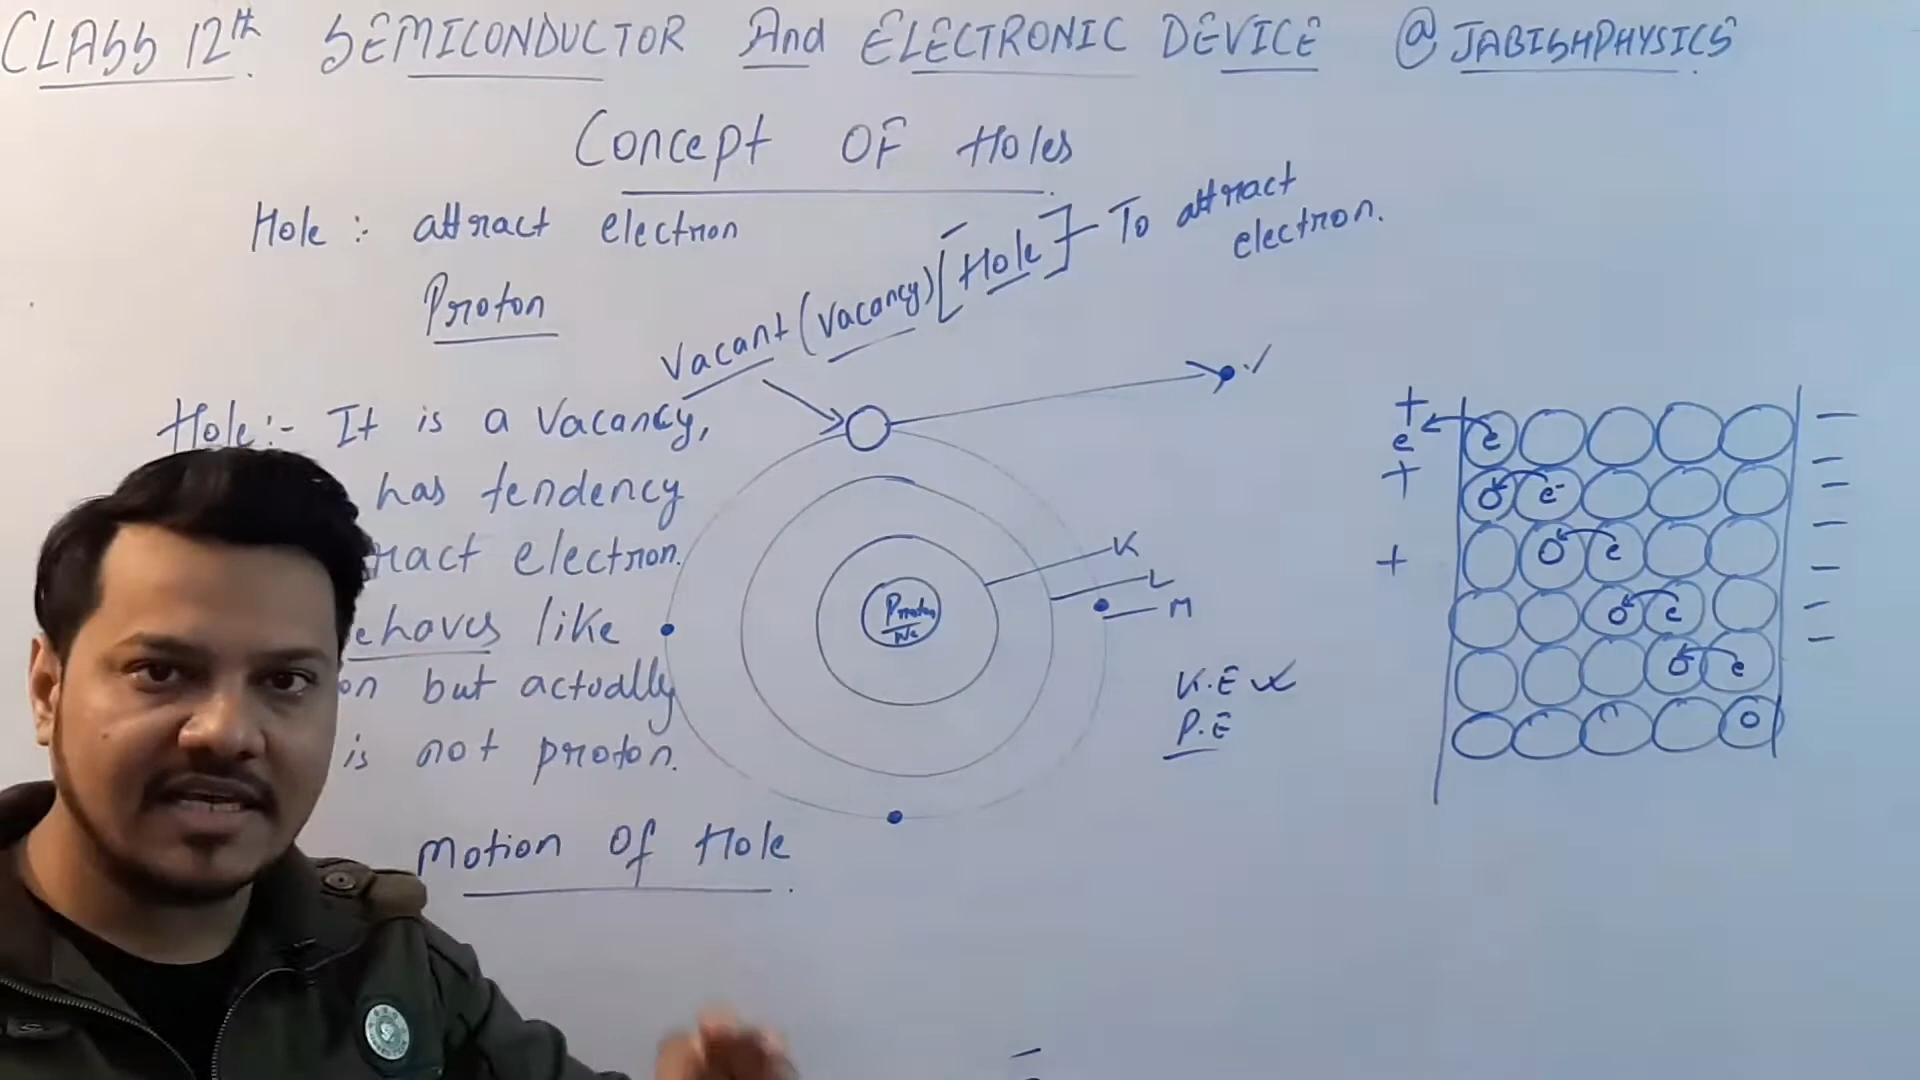 CLASS 12th SEMICONDUCTOR And ELECTRONIC DEVICE @JABISHPHYSICS
Concept OF Holes
Hole : attract electron
Proton
Vacant (Vacancy) [Hole] To attract
electron.
Hole :- It is a Vacancy,
has tendency
ract electron.
ehaves like
on but actually
is not proton.
Motion of Hole
Proton
K
L
M
K.E
P.E
+ e –
e
+ o e- –
+ o e –
o e –
o e –
o